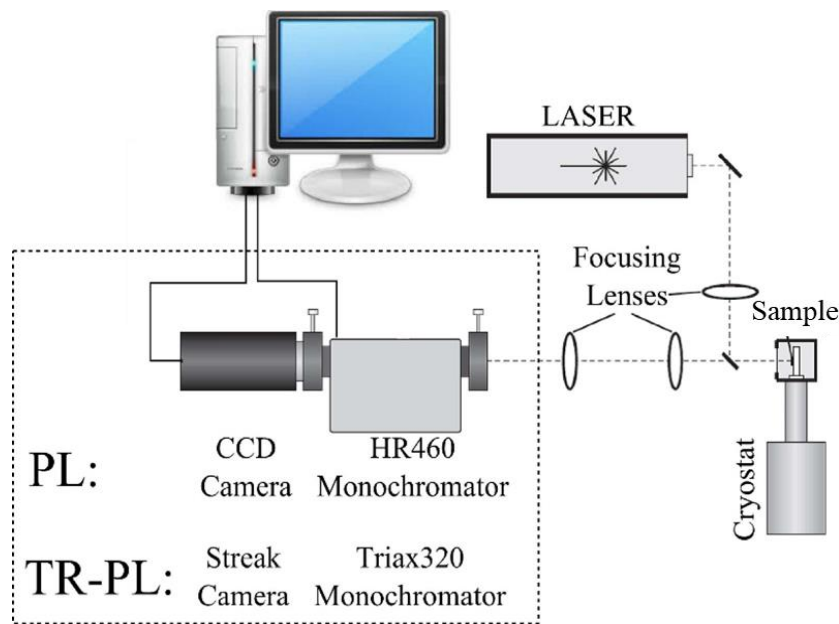 LASER
Focusing
Lenses
Sample
Cryostat
PL:
CCD
Camera
HR460
Monochromator
TR-PL:
Streak
Camera
Triax320
Monochromator